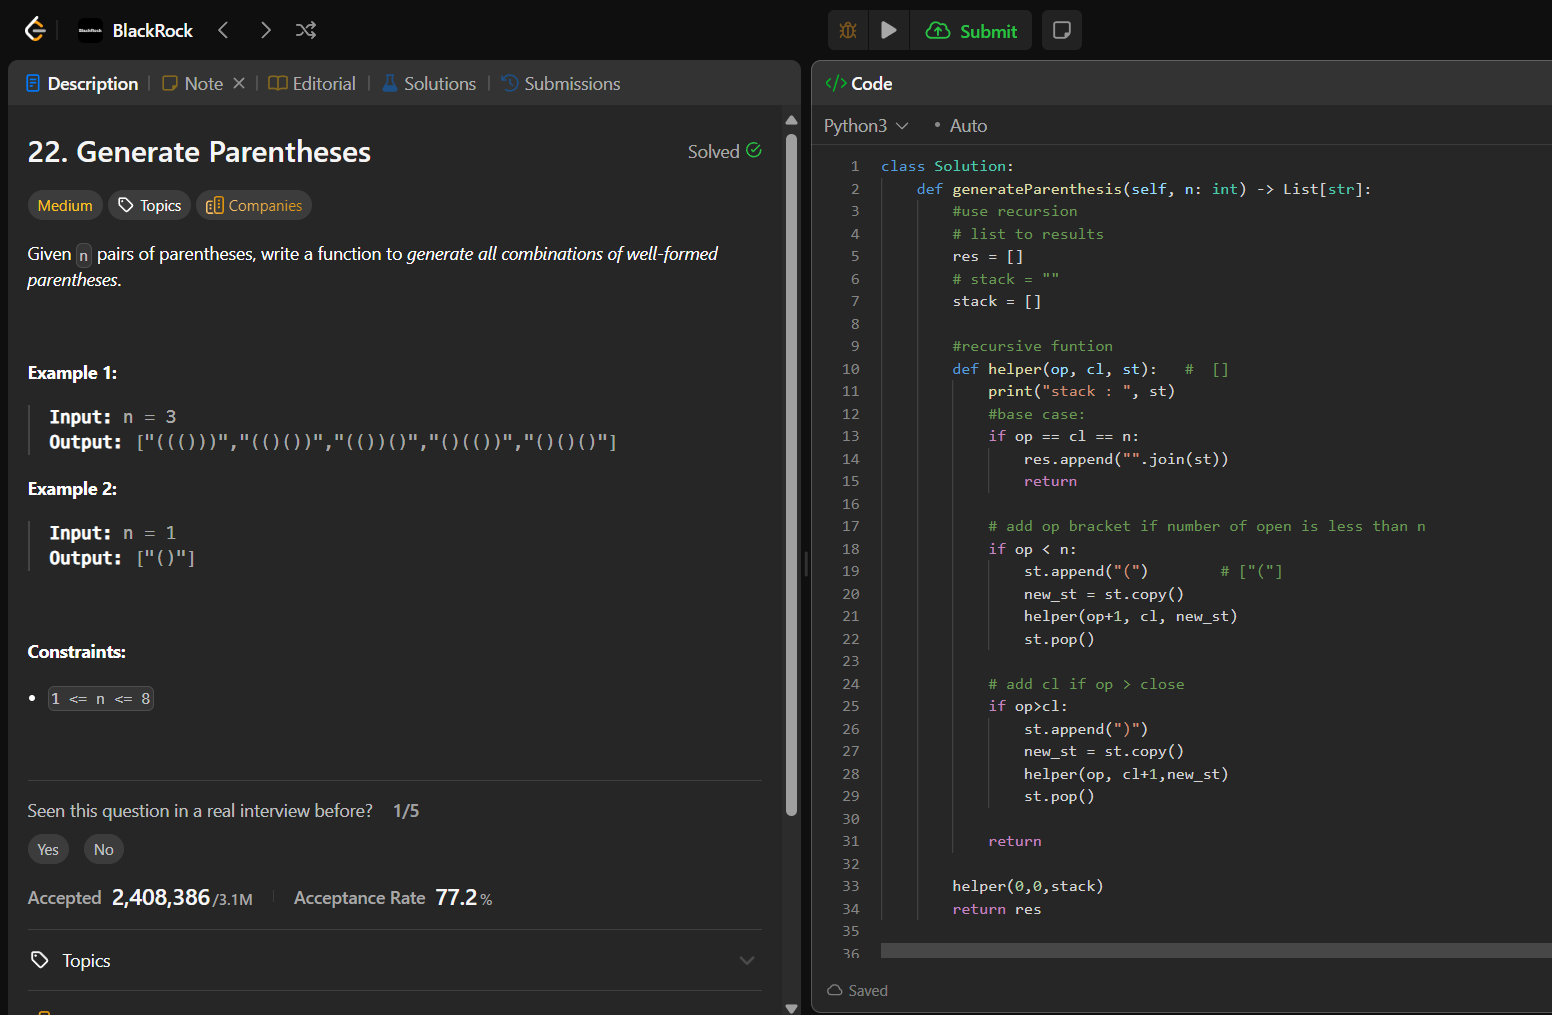 BlackRock
Submit
Description
Note
Editorial
Solutions
Submissions
22. Generate Parentheses
Solved
Medium
Topics
Companies
Given n pairs of parentheses, write a function to generate all combinations of well-formed
parentheses.
Example 1:
Input: n = 3
Output: ["((()))","(()())","(())()","()(())","()()()"]
Example 2:
Input: n = 1
Output: ["()"]
Constraints:
• 1 <= n <= 8
Seen this question in a real interview before? 1/5
Yes
No
Accepted 2,408,386/3.1M
Acceptance Rate 77.2%
Topics
</> Code
Python3
• Auto
1 class Solution:
2     def generateParenthesis(self, n: int) -> List[str]:
3         #use recursion
4         # list to results
5         res = []
6         # stack = ""
7         stack = []
8
9         #recursive funtion
10         def helper(op, cl, st):   #  []
11             print("stack : ", st)
12             #base case:
13             if op == cl == n:
14                 res.append("".join(st))
15                 return
16
17             # add op bracket if number of open is less than n
18             if op < n:
19                 st.append("(")        # ["("]
20                 new_st = st.copy()
21                 helper(op+1, cl, new_st)
22                 st.pop()
23
24             # add cl if op > close
25             if op>cl:
26                 st.append(")")
27                 new_st = st.copy()
28                 helper(op, cl+1,new_st)
29                 st.pop()
30
31             return
32
33         helper(0,0,stack)
34         return res
35
36
Saved